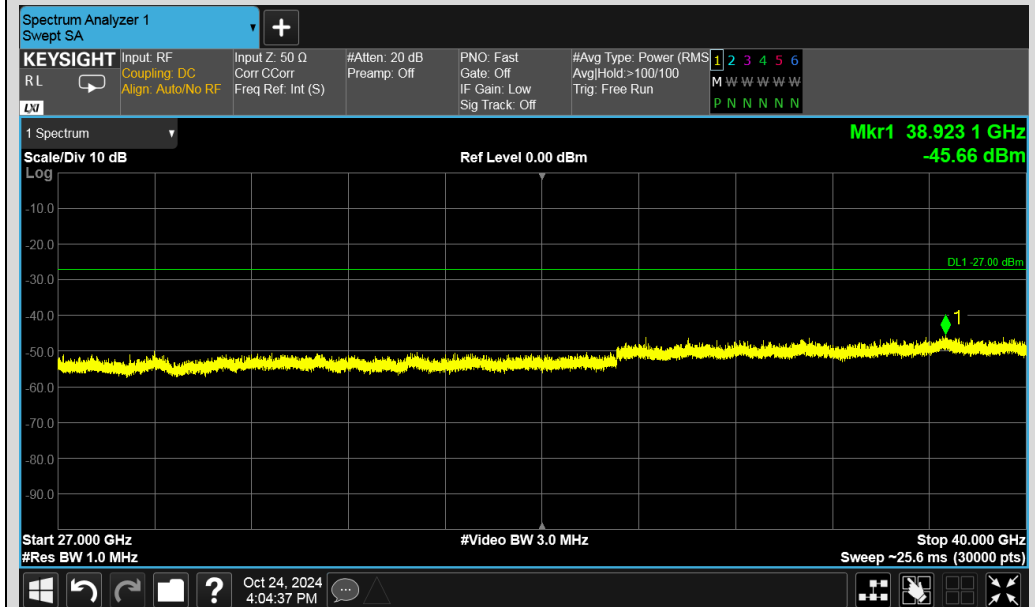 Spectrum Analyzer 1
Swept SA
+
KEYSIGHT
RL
LXI
Input: RF
Coupling: DC
Align: Auto/No RF
Input Z: 50 Ω
Corr CCorr
Freq Ref: Int (S)
#Atten: 20 dB
Preamp: Off
PNO: Fast
Gate: Off
IF Gain: Low
Sig Track: Off
#Avg Type: Power (RMS
Avg|Hold:>100/100
Trig: Free Run
1 2 3 4 5 6
M W W W W W
P N N N N N
1 Spectrum
Scale/Div 10 dB
Ref Level 0.00 dBm
Mkr1 38.923 1 GHz
-45.66 dBm
Log
-10.0
-20.0
DL1 -27.00 dBm
-30.0
-40.0
1
-50.0
-60.0
-70.0
-80.0
-90.0
Start 27.000 GHz
#Video BW 3.0 MHz
Stop 40.000 GHz
#Res BW 1.0 MHz
Sweep ~25.6 ms (30000 pts)
?
Oct 24, 2024
4:04:37 PM